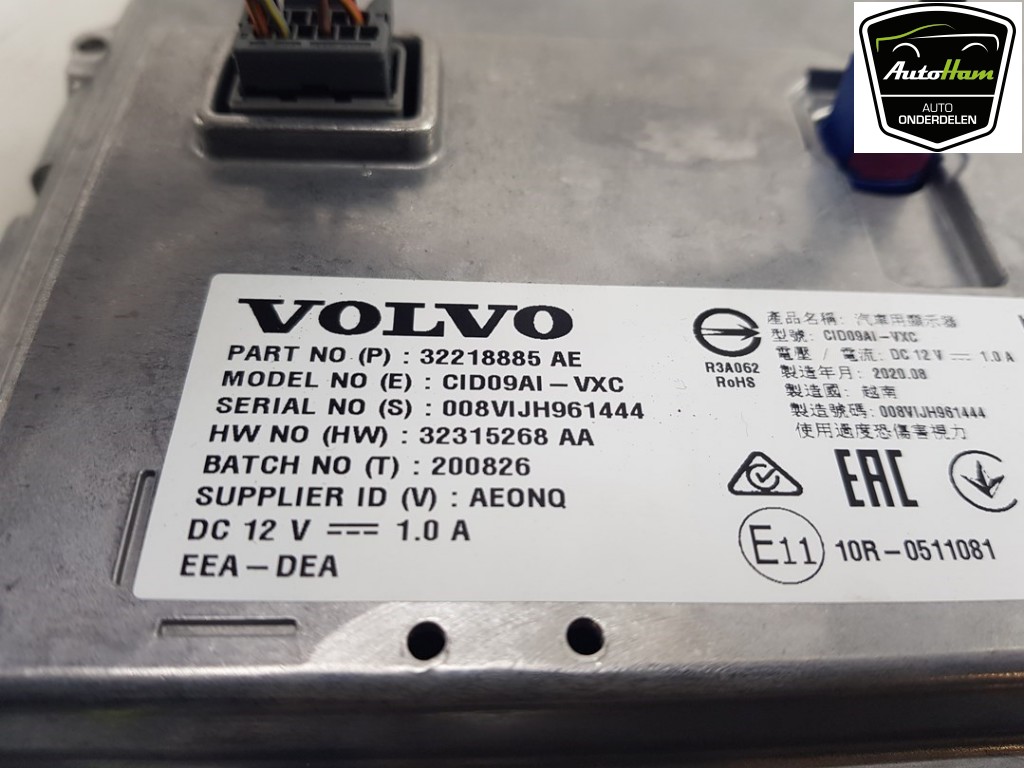 AutoHam
AUTO
ONDERDELEN
VOLVO
PART NO (P) : 32218885 AE
MODEL NO (E) : CID09AI-VXC
SERIAL NO (S) : 008VIJH961444
HW NO (HW) : 32315268 AA
BATCH NO (T) : 200826
SUPPLIER ID (V) : AEONQ
DC 12 V ⎓ 1.0 A
EEA-DEA
R3A062
RoHS
產品名稱: 汽車用顯示器
型號: CID09AI-VXC
電壓 / 電流: DC 12 V ⎓ 1.0 A
製造年月: 2020.08
製造國: 越南
製造號碼: 008VIJH961444
使用過度恐傷害視力
EAC
E11
10R-0511081